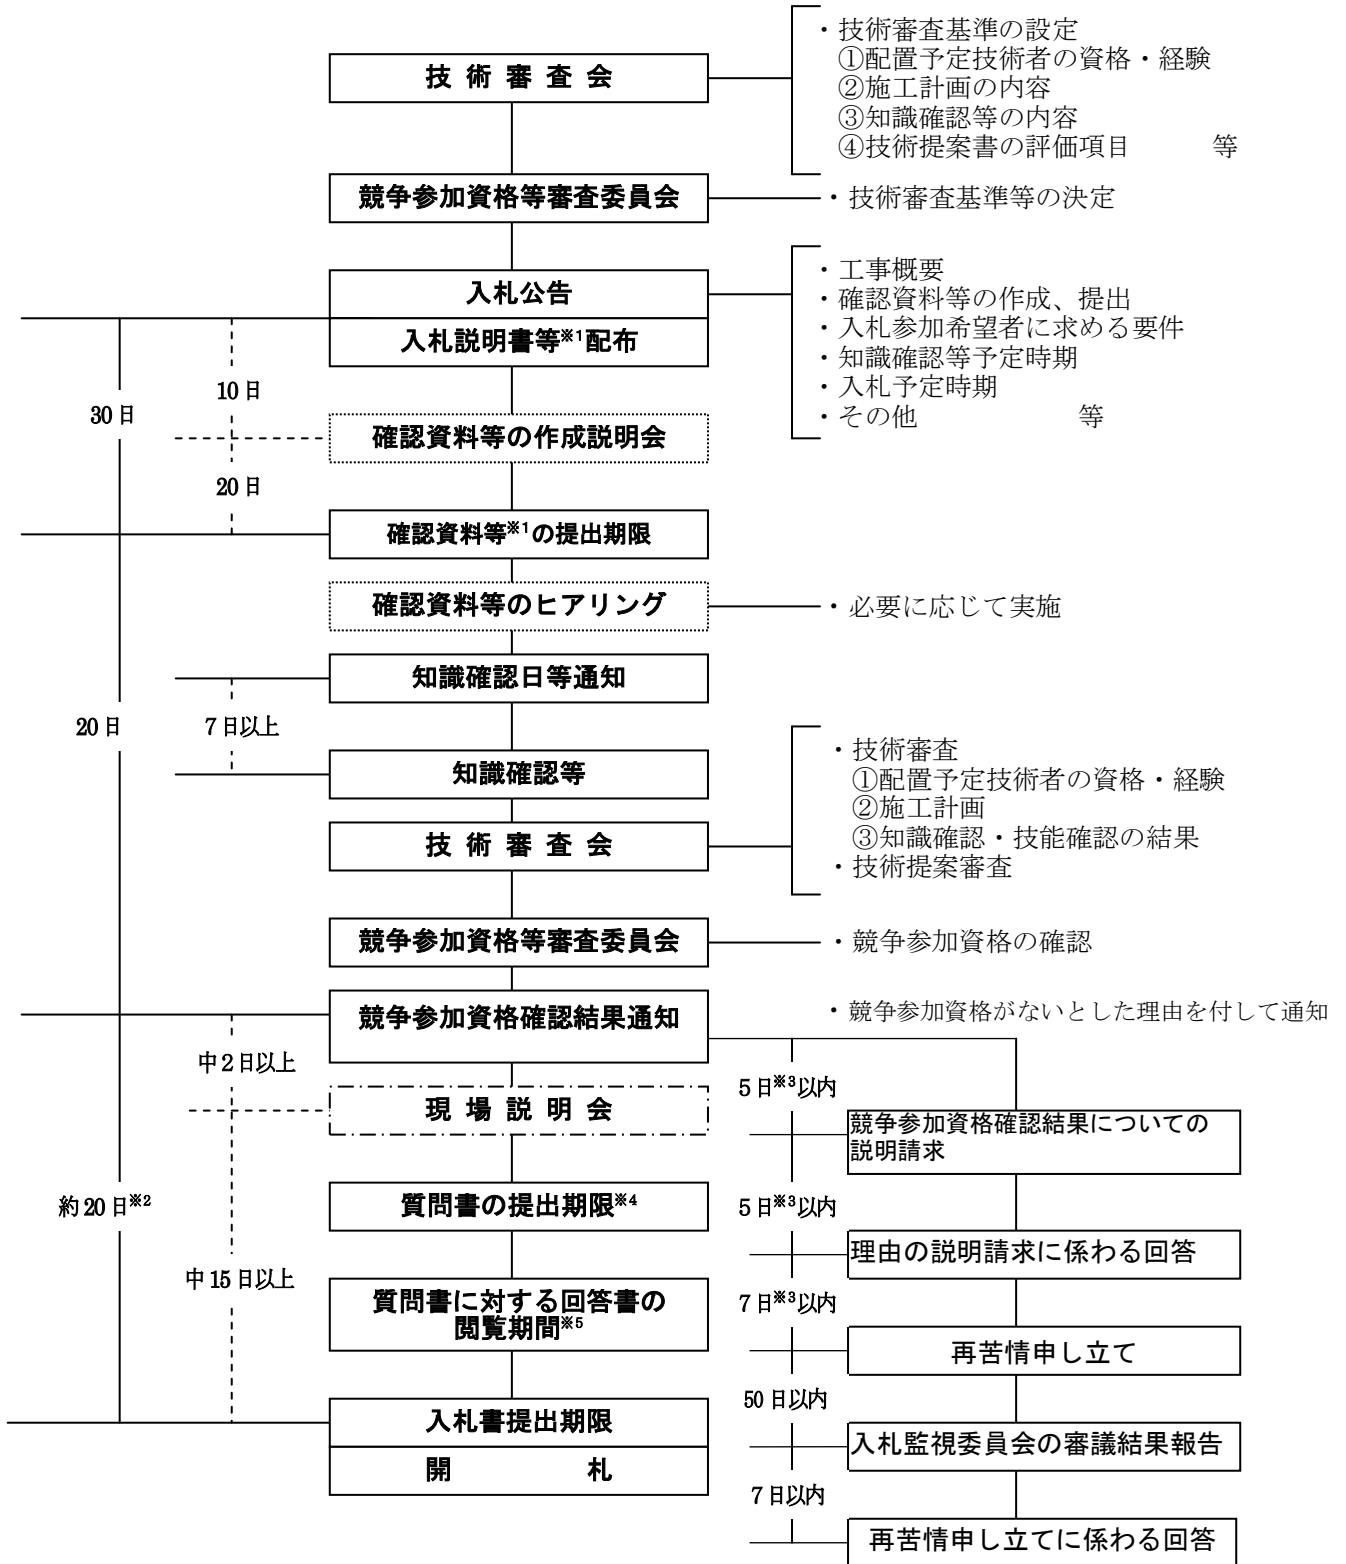 ・技術審査基準の設定
①配置予定技術者の資格・経験
②施工計画の内容
③知識確認等の内容
④技術提案書の評価項目　　　等
技 術 審 査 会
競争参加資格等審査委員会
・技術審査基準等の決定
入札公告
入札説明書等※1配布
・工事概要
・確認資料等の作成、提出
・入札参加希望者に求める要件
・知識確認等予定時期
・入札予定時期
・その他　　　　　　等
30日
10日
確認資料等の作成説明会
20日
確認資料等※1の提出期限
確認資料等のヒアリング
・必要に応じて実施
知識確認日等通知
20日
7日以上
知識確認等
・技術審査
①配置予定技術者の資格・経験
②施工計画
③知識確認・技能確認の結果
・技術提案審査
技 術 審 査 会
競争参加資格等審査委員会
・競争参加資格の確認
競争参加資格確認結果通知
・競争参加資格がないとした理由を付して通知
中2日以上
現 場 説 明 会
5日※3以内
競争参加資格確認結果についての
説明請求
約20日※2
質問書の提出期限※4
5日※3以内
理由の説明請求に係わる回答
中15日以上
質問書に対する回答書の
閲覧期間※5
7日※3以内
再苦情申し立て
50日以内
入札書提出期限
開　　　　　札
入札監視委員会の審議結果報告
7日以内
再苦情申し立てに係わる回答